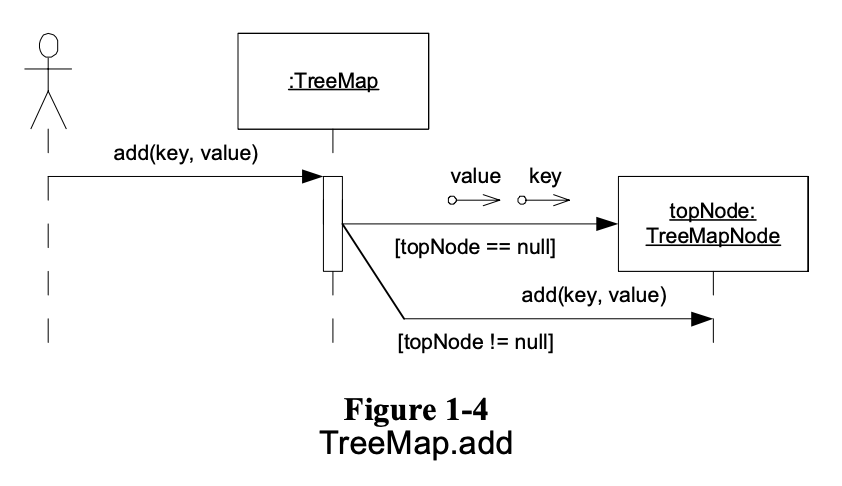 :TreeMap
add(key, value)
value key
topNode:
TreeMapNode
[topNode == null]
add(key, value)
[topNode != null]
Figure 1-4
TreeMap.add